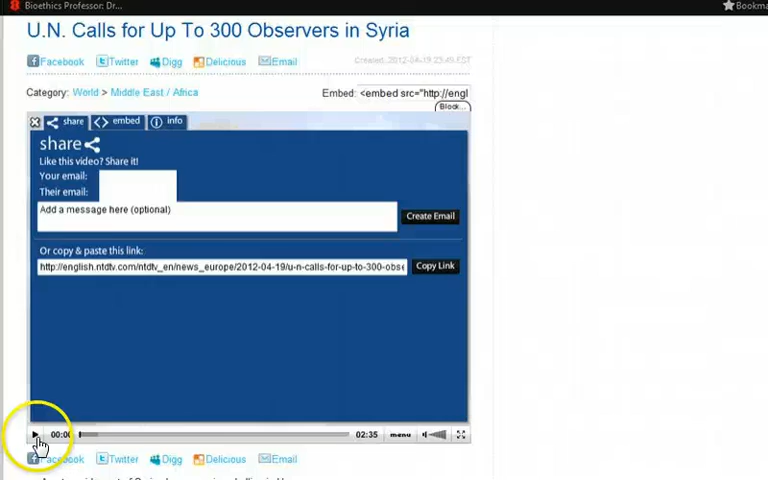 Bioethics Professor: Dr...
Bookma
U.N. Calls for Up To 300 Observers in Syria
Facebook Twitter Digg Delicious Email
Created: 2012-04-19 23:49 EST
Category: World > Middle East / Africa
Embed: <embed src="http://engl
Block...
share embed info
share
Like this video? Share it!
Your email:
Their email:
Add a message here (optional)
Create Email
Or copy & paste this link:
http://english.ntdtv.com/ntdtv_en/news_europe/2012-04-19/u-n-calls-for-up-to-300-obse
Copy Link
00:00 02:35 menu
Facebook Twitter Digg Delicious Email